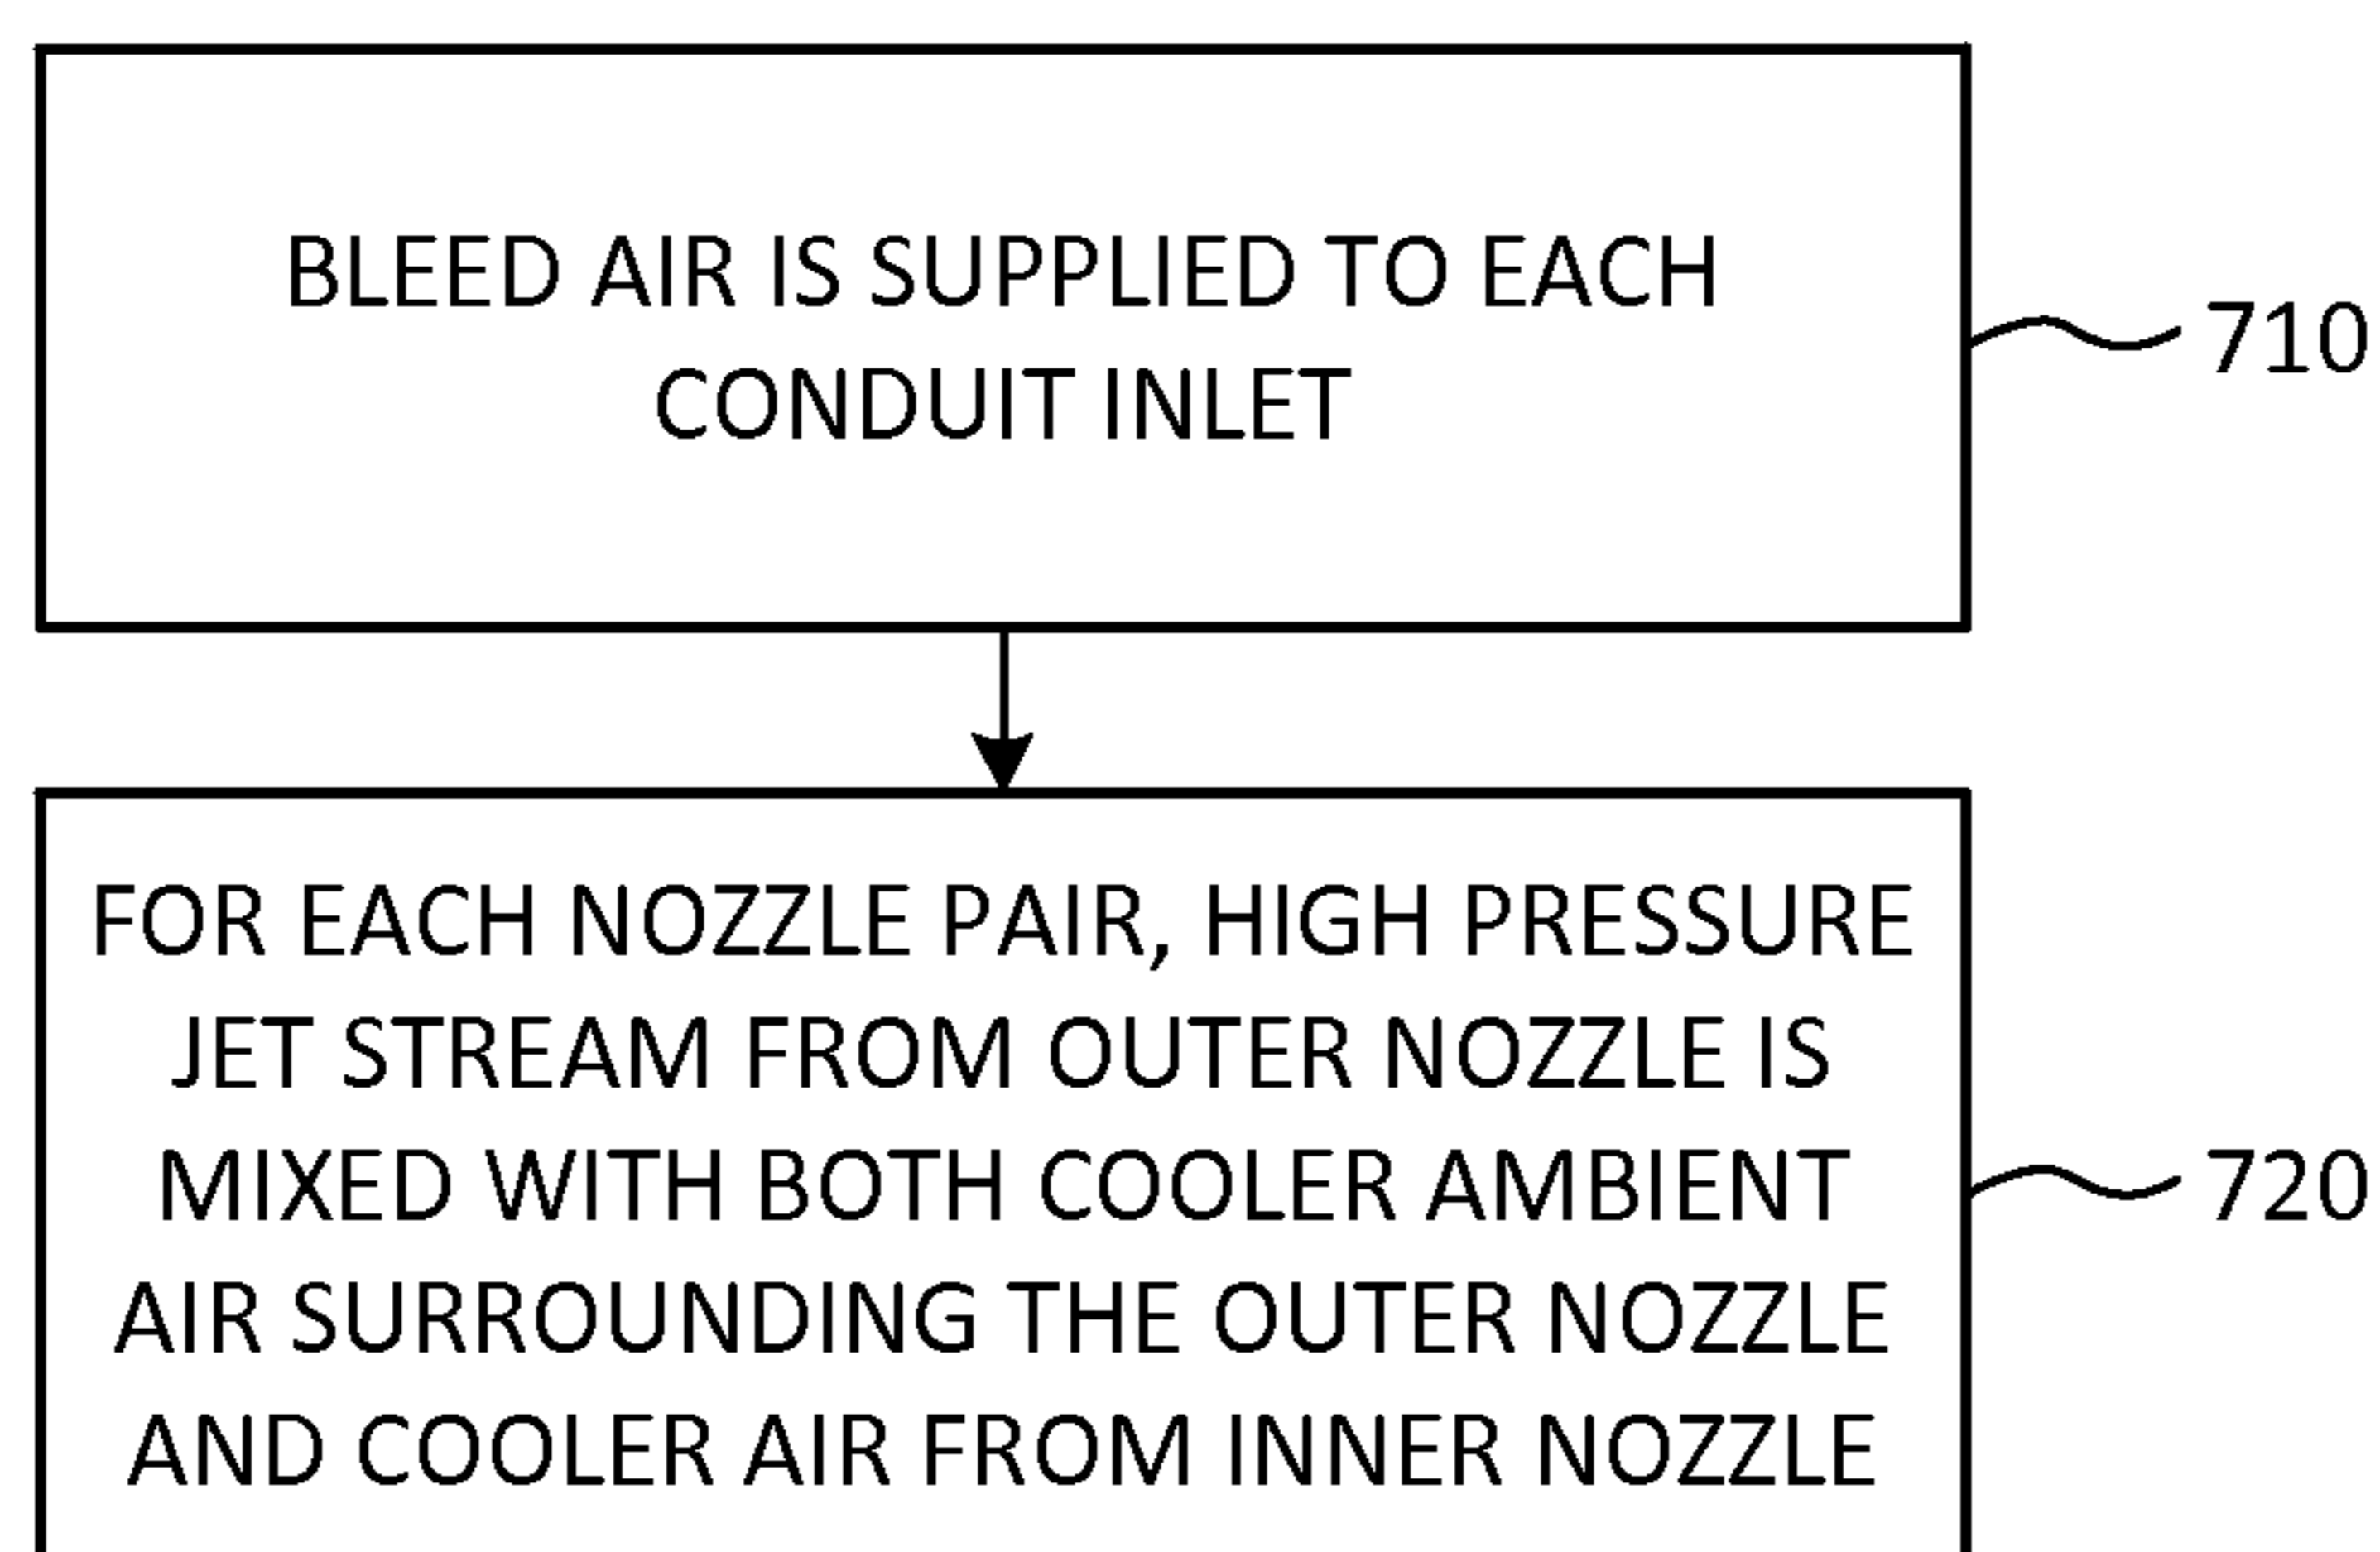 BLEED AIR IS SUPPLIED TO EACH
CONDUIT INLET
710
FOR EACH NOZZLE PAIR, HIGH PRESSURE
JET STREAM FROM OUTER NOZZLE IS
MIXED WITH BOTH COOLER AMBIENT
AIR SURROUNDING THE OUTER NOZZLE
AND COOLER AIR FROM INNER NOZZLE
720